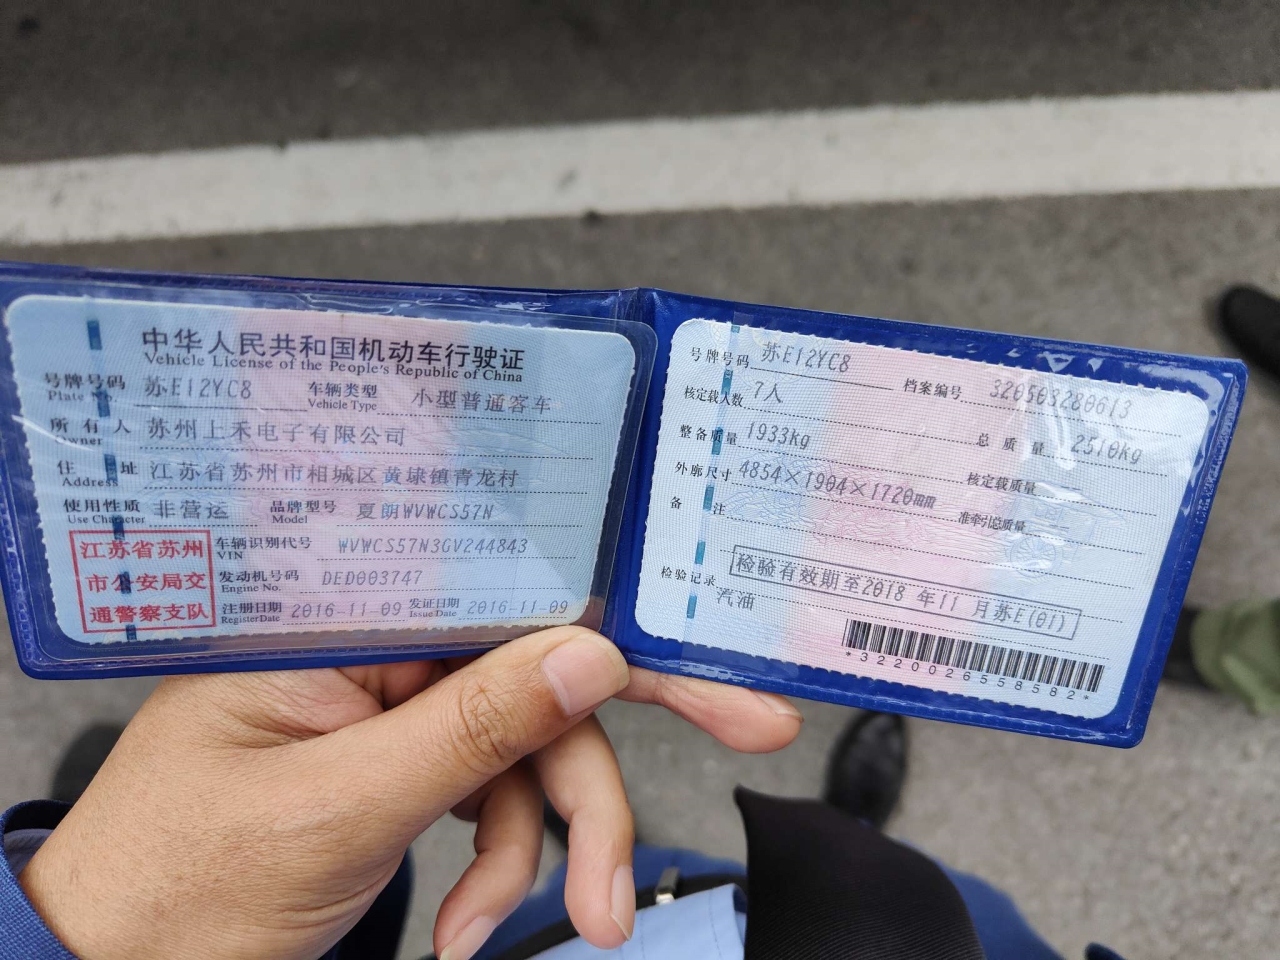 中华人民共和国机动车行驶证
Vehicle License of the People's Republic of China
号牌号码 苏E12YC8 车辆类型 小型普通客车
Plate No. Vehicle Type
所有人 苏州上禾电子有限公司
Owner
住址 江苏省苏州市相城区黄埭镇青龙村
Address
使用性质 非营运 品牌型号 夏朗WVWCS57N
Use Character Model
江苏省苏州
市公安局交
通警察支队
车辆识别代号 WVWCS57N3GV244843
VIN
发动机号码 DED003747
Engine No.
注册日期 2016-11-09 发证日期 2016-11-09
Register Date Issue Date
号牌号码 苏E12YC8 档案编号 320503280613
核定载人数 7人 总质量 2510kg
整备质量 1933kg 核定载质量 --
外廓尺寸 4854×1904×1720mm 准牵引总质量 --
备注
检验有效期至2018年11月苏E(01)
检验记录
汽油
*3220026558582*